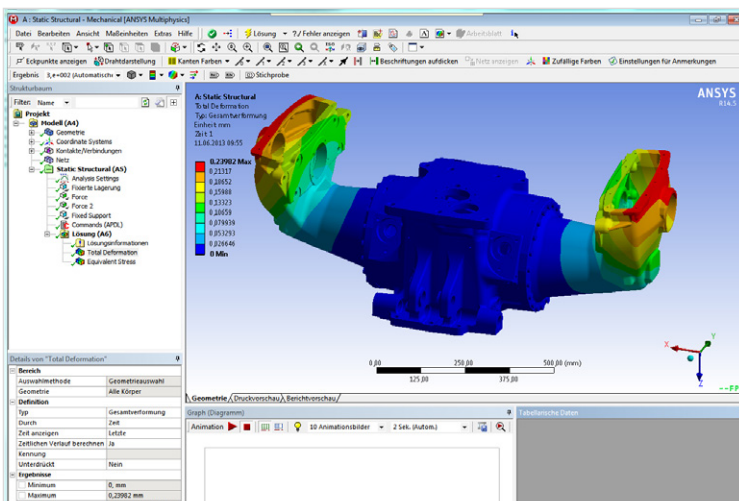 A : Static Structural - Mechanical [ANSYS Multiphysics]
Datei Bearbeiten Ansicht Maßeinheiten Extras Hilfe Lösung ?/ Fehler anzeigen Arbeitsblatt
Eckpunkte anzeigen Drahtdarstellung Kanten Farben Beschriftungen aufdicken Netz anzeigen Zufällige Farben Einstellungen für Anmerkungen
Ergebnis 3,e+002 (Automatisch) Stichprobe
Strukturbaum
Filter: Name
Projekt
Modell (A4)
Geometrie
Coordinate Systems
Kontakte/Verbindungen
Netz
Static Structural (A5)
Analysis Settings
Fixierte Lagerung
Force
Force 2
Fixed Support
Commands (APDL)
Lösung (A6)
Lösungsinformationen
Total Deformation
Equivalent Stress
A: Static Structural
Total Deformation
Typ: Gesamtverformung
Einheit: mm
Zeit: 1
11.06.2013 09:55
0,23982 Max
0,21317
0,18652
0,15988
0,13323
0,10659
0,079939
0,053293
0,026646
0 Min
ANSYS
R14.5
0,00 250,00 500,00 (mm)
125,00 375,00
X
Y
Z
Geometrie Druckvorschau Berichtvorschau
Details von "Total Deformation"
Bereich
Auswahlmethode Geometrieauswahl
Geometrie Alle Körper
Definition
Typ Gesamtverformung
Durch Zeit
Zeit anzeigen Letzte
Zeitlichen Verlauf berechnen Ja
Kennung
Unterdrückt Nein
Ergebnisse
Minimum 0, mm
Maximum 0,23982 mm
Graph (Diagramm)
Animation 10 Animationsbilder 2 Sek. (Autom.)
Tabellarische Daten